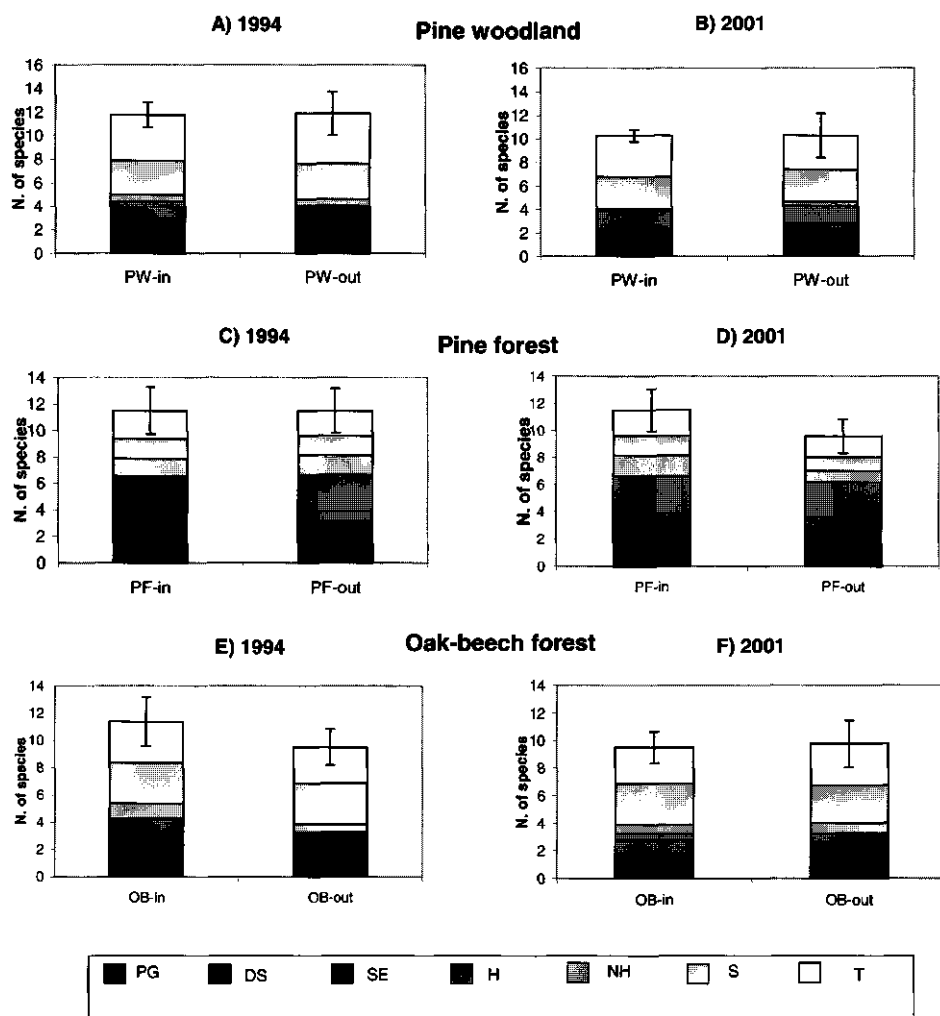 A) 1994
Pine woodland
B) 2001
N. of species
16
14
12
10
8
6
4
2
0
PW-in
PW-out
N. of species
16
14
12
10
8
6
4
2
0
PW-in
PW-out
C) 1994
Pine forest
D) 2001
N. of species
14
12
10
8
6
4
2
0
PF-in
PF-out
N. of species
14
12
10
8
6
4
2
0
PF-in
PF-out
E) 1994
Oak-beech forest
F) 2001
N. of species
14
12
10
8
6
4
2
0
OB-in
OB-out
N. of species
14
12
10
8
6
4
2
0
OB-in
OB-out
PG DS SE H NH S T